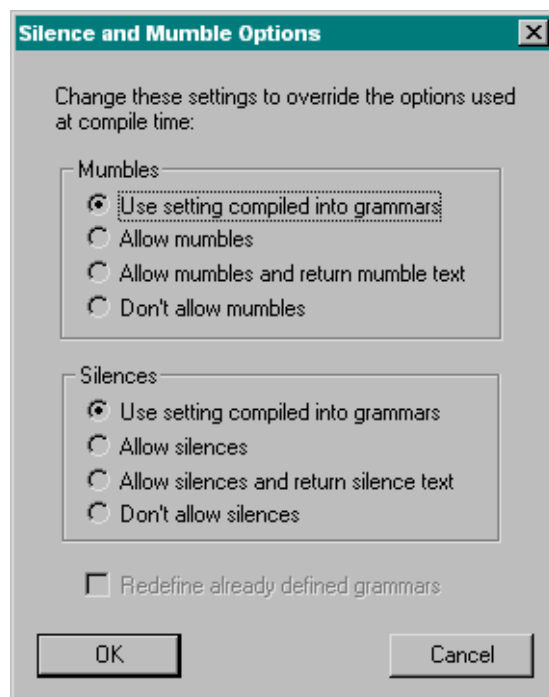 Silence and Mumble Options
Change these settings to override the options used
at compile time:
Mumbles
Use setting compiled into grammars
Allow mumbles
Allow mumbles and return mumble text
Don't allow mumbles
Silences
Use setting compiled into grammars
Allow silences
Allow silences and return silence text
Don't allow silences
Redefine already defined grammars
OK
Cancel